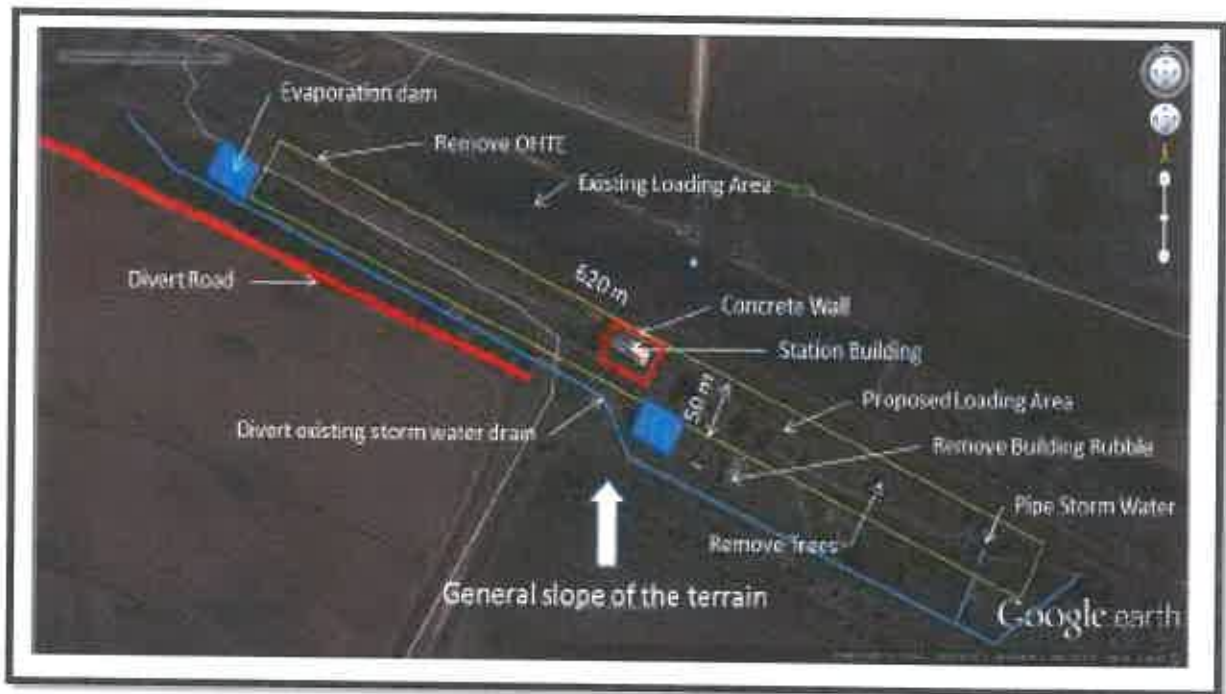 Evaporation dam
Remove OHTE
Existing Loading Area
Divert Road
620 m
Concrete Wall
Station Building
50 m
Proposed Loading Area
Divert existing storm water drain
Remove Building Rubble
Pipe Storm Water
Remove Trees
General slope of the terrain
Google earth